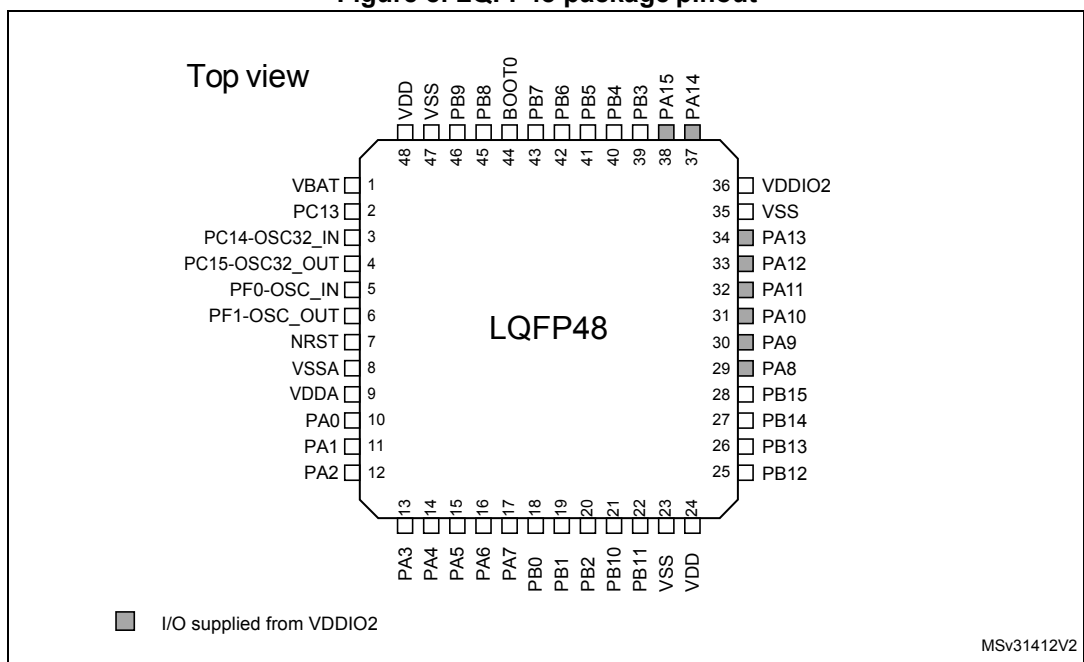 Top view
VDD
VSS
PB9
PB8
BOOT0
PB7
PB6
PB5
PB4
PB3
PA15
PA14
48
47
46
45
44
43
42
41
40
39
38
37
VBAT 1
PC13 2
PC14-OSC32_IN 3
PC15-OSC32_OUT 4
PF0-OSC_IN 5
PF1-OSC_OUT 6
NRST 7
VSSA 8
VDDA 9
PA0 10
PA1 11
PA2 12
LQFP48
36 VDDIO2
35 VSS
34 PA13
33 PA12
32 PA11
31 PA10
30 PA9
29 PA8
28 PB15
27 PB14
26 PB13
25 PB12
13
14
15
16
17
18
19
20
21
22
23
24
PA3
PA4
PA5
PA6
PA7
PB0
PB1
PB2
PB10
PB11
VSS
VDD
I/O supplied from VDDIO2
MSv31412V2